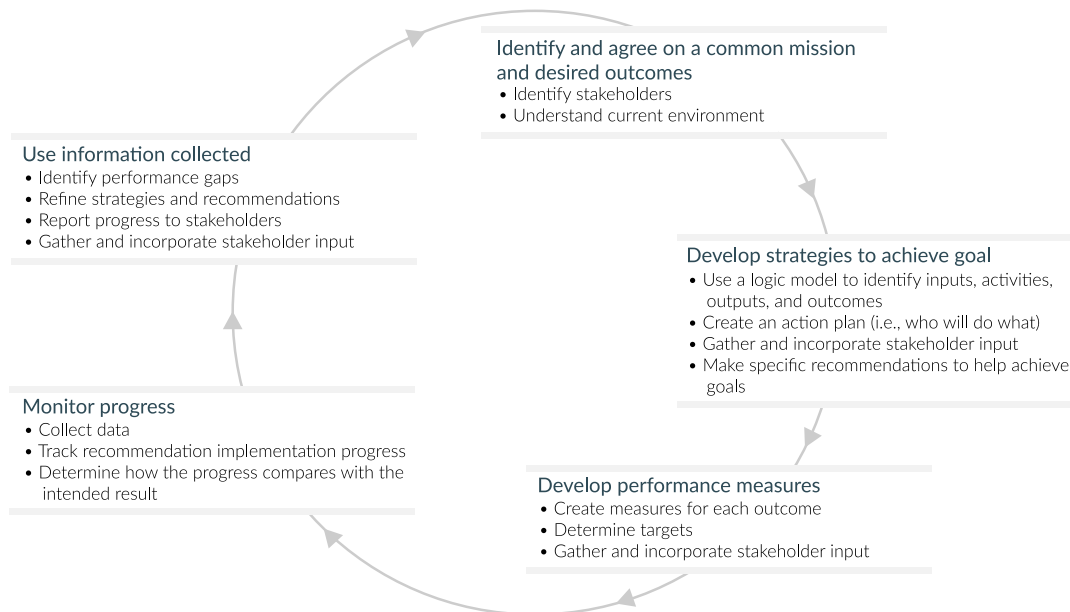 Identify and agree on a common mission
and desired outcomes
• Identify stakeholders
• Understand current environment
Develop strategies to achieve goal
• Use a logic model to identify inputs, activities,
outputs, and outcomes
• Create an action plan (i.e., who will do what)
• Gather and incorporate stakeholder input
• Make specific recommendations to help achieve
goals
Develop performance measures
• Create measures for each outcome
• Determine targets
• Gather and incorporate stakeholder input
Monitor progress
• Collect data
• Track recommendation implementation progress
• Determine how the progress compares with the
intended result
Use information collected
• Identify performance gaps
• Refine strategies and recommendations
• Report progress to stakeholders
• Gather and incorporate stakeholder input